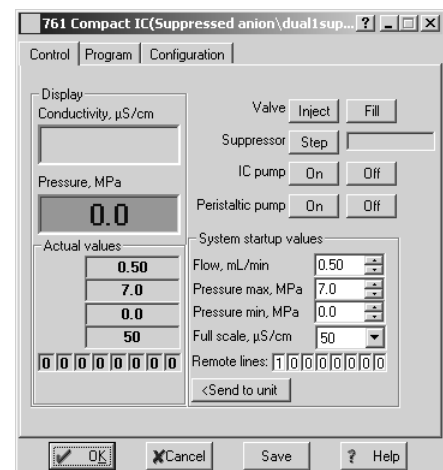 761 Compact IC(Suppressed anion\dual1sup...
Control Program Configuration
Display
Conductivity, µS/cm
Pressure, MPa
0.0
Valve Inject Fill
Suppressor Step
IC pump On Off
Peristaltic pump On Off
Actual values
0.50
7.0
0.0
50
0 0 0 0 0 0 0 0
System startup values
Flow, mL/min 0.50
Pressure max, MPa 7.0
Pressure min, MPa 0.0
Full scale, µS/cm 50
Remote lines: 1 0 0 0 0 0 0 0
<Send to unit
OK Cancel Save ? Help